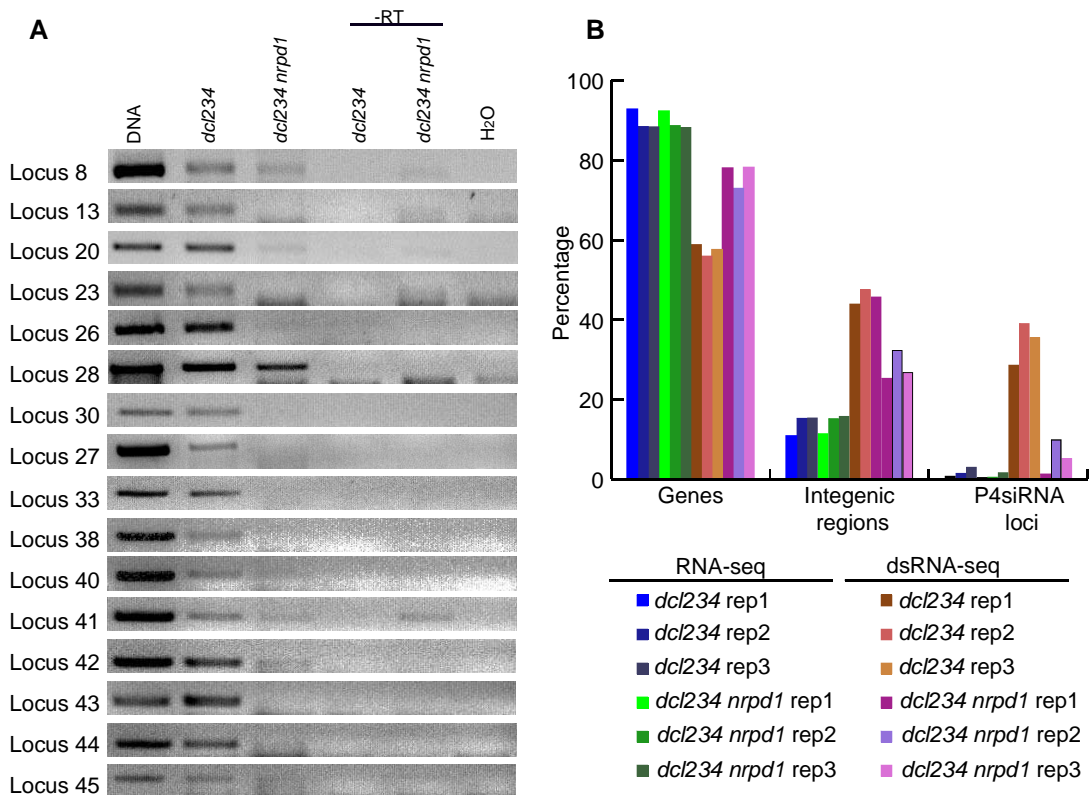 A
-RT
DNA
dcl234
dcl234 nrpd1
dcl234
dcl234 nrpd1
H2O
Locus 8
Locus 13
Locus 20
Locus 23
Locus 26
Locus 28
Locus 30
Locus 27
Locus 33
Locus 38
Locus 40
Locus 41
Locus 42
Locus 43
Locus 44
Locus 45
B
Percentage
100
80
60
40
20
0
Genes
Integenic
regions
P4siRNA
loci
RNA-seq
dcl234 rep1
dcl234 rep2
dcl234 rep3
dcl234 nrpd1 rep1
dcl234 nrpd1 rep2
dcl234 nrpd1 rep3
dsRNA-seq
dcl234 rep1
dcl234 rep2
dcl234 rep3
dcl234 nrpd1 rep1
dcl234 nrpd1 rep2
dcl234 nrpd1 rep3